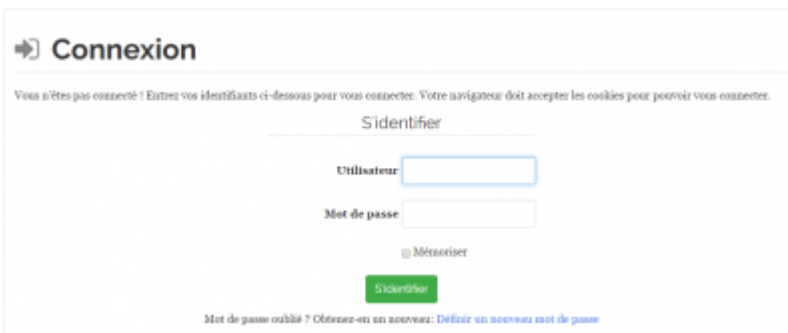 Connexion
Vous n'êtes pas connecté ! Entrez vos identifiants ci-dessous pour vous connecter. Votre navigateur doit accepter les cookies pour pouvoir vous connecter.
S'identifier
Utilisateur
Mot de passe
Mémoriser
S'identifier
Mot de passe oublié ? Obtenez-en un nouveau: Définir un nouveau mot de passe